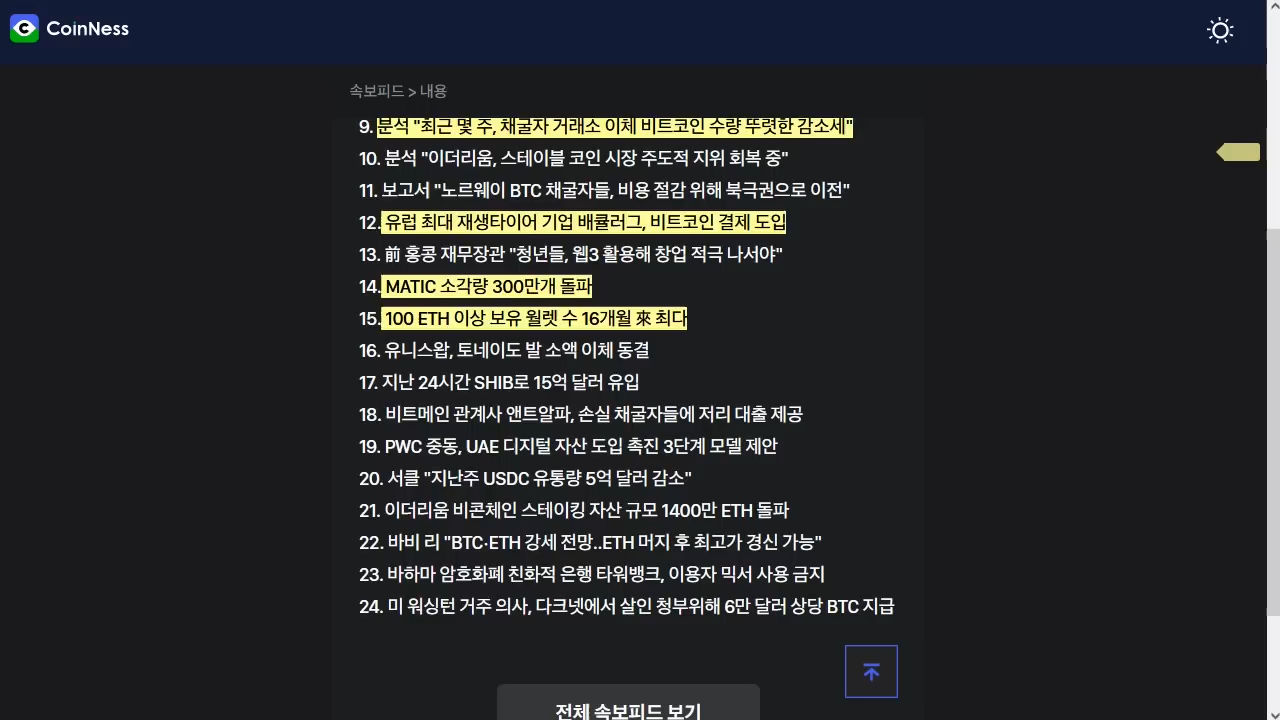 CoinNess
속보피드 > 내용
9. 분석 "최근 몇 주, 채굴자 거래소 이체 비트코인 수량 뚜렷한 감소세"
10. 분석 "이더리움, 스테이블 코인 시장 주도적 지위 회복 중"
11. 보고서 "노르웨이 BTC 채굴자들, 비용 절감 위해 북극권으로 이전"
12. 유럽 최대 재생타이어 기업 배큘러그, 비트코인 결제 도입
13. 前 홍콩 재무장관 "청년들, 웹3 활용해 창업 적극 나서야"
14. MATIC 소각량 300만개 돌파
15. 100 ETH 이상 보유 월렛 수 16개월 來 최다
16. 유니스왑, 토네이도 발 소액 이체 동결
17. 지난 24시간 SHIB로 15억 달러 유입
18. 비트메인 관계사 앤트알파, 손실 채굴자들에 저리 대출 제공
19. PWC 중동, UAE 디지털 자산 도입 촉진 3단계 모델 제안
20. 서클 "지난주 USDC 유통량 5억 달러 감소"
21. 이더리움 비콘체인 스테이킹 자산 규모 1400만 ETH 돌파
22. 바비 리 "BTC·ETH 강세 전망..ETH 머지 후 최고가 경신 가능"
23. 바하마 암호화폐 친화적 은행 타워뱅크, 이용자 믹서 사용 금지
24. 미 워싱턴 거주 의사, 다크넷에서 살인 청부위해 6만 달러 상당 BTC 지급
전체 속보피드 보기